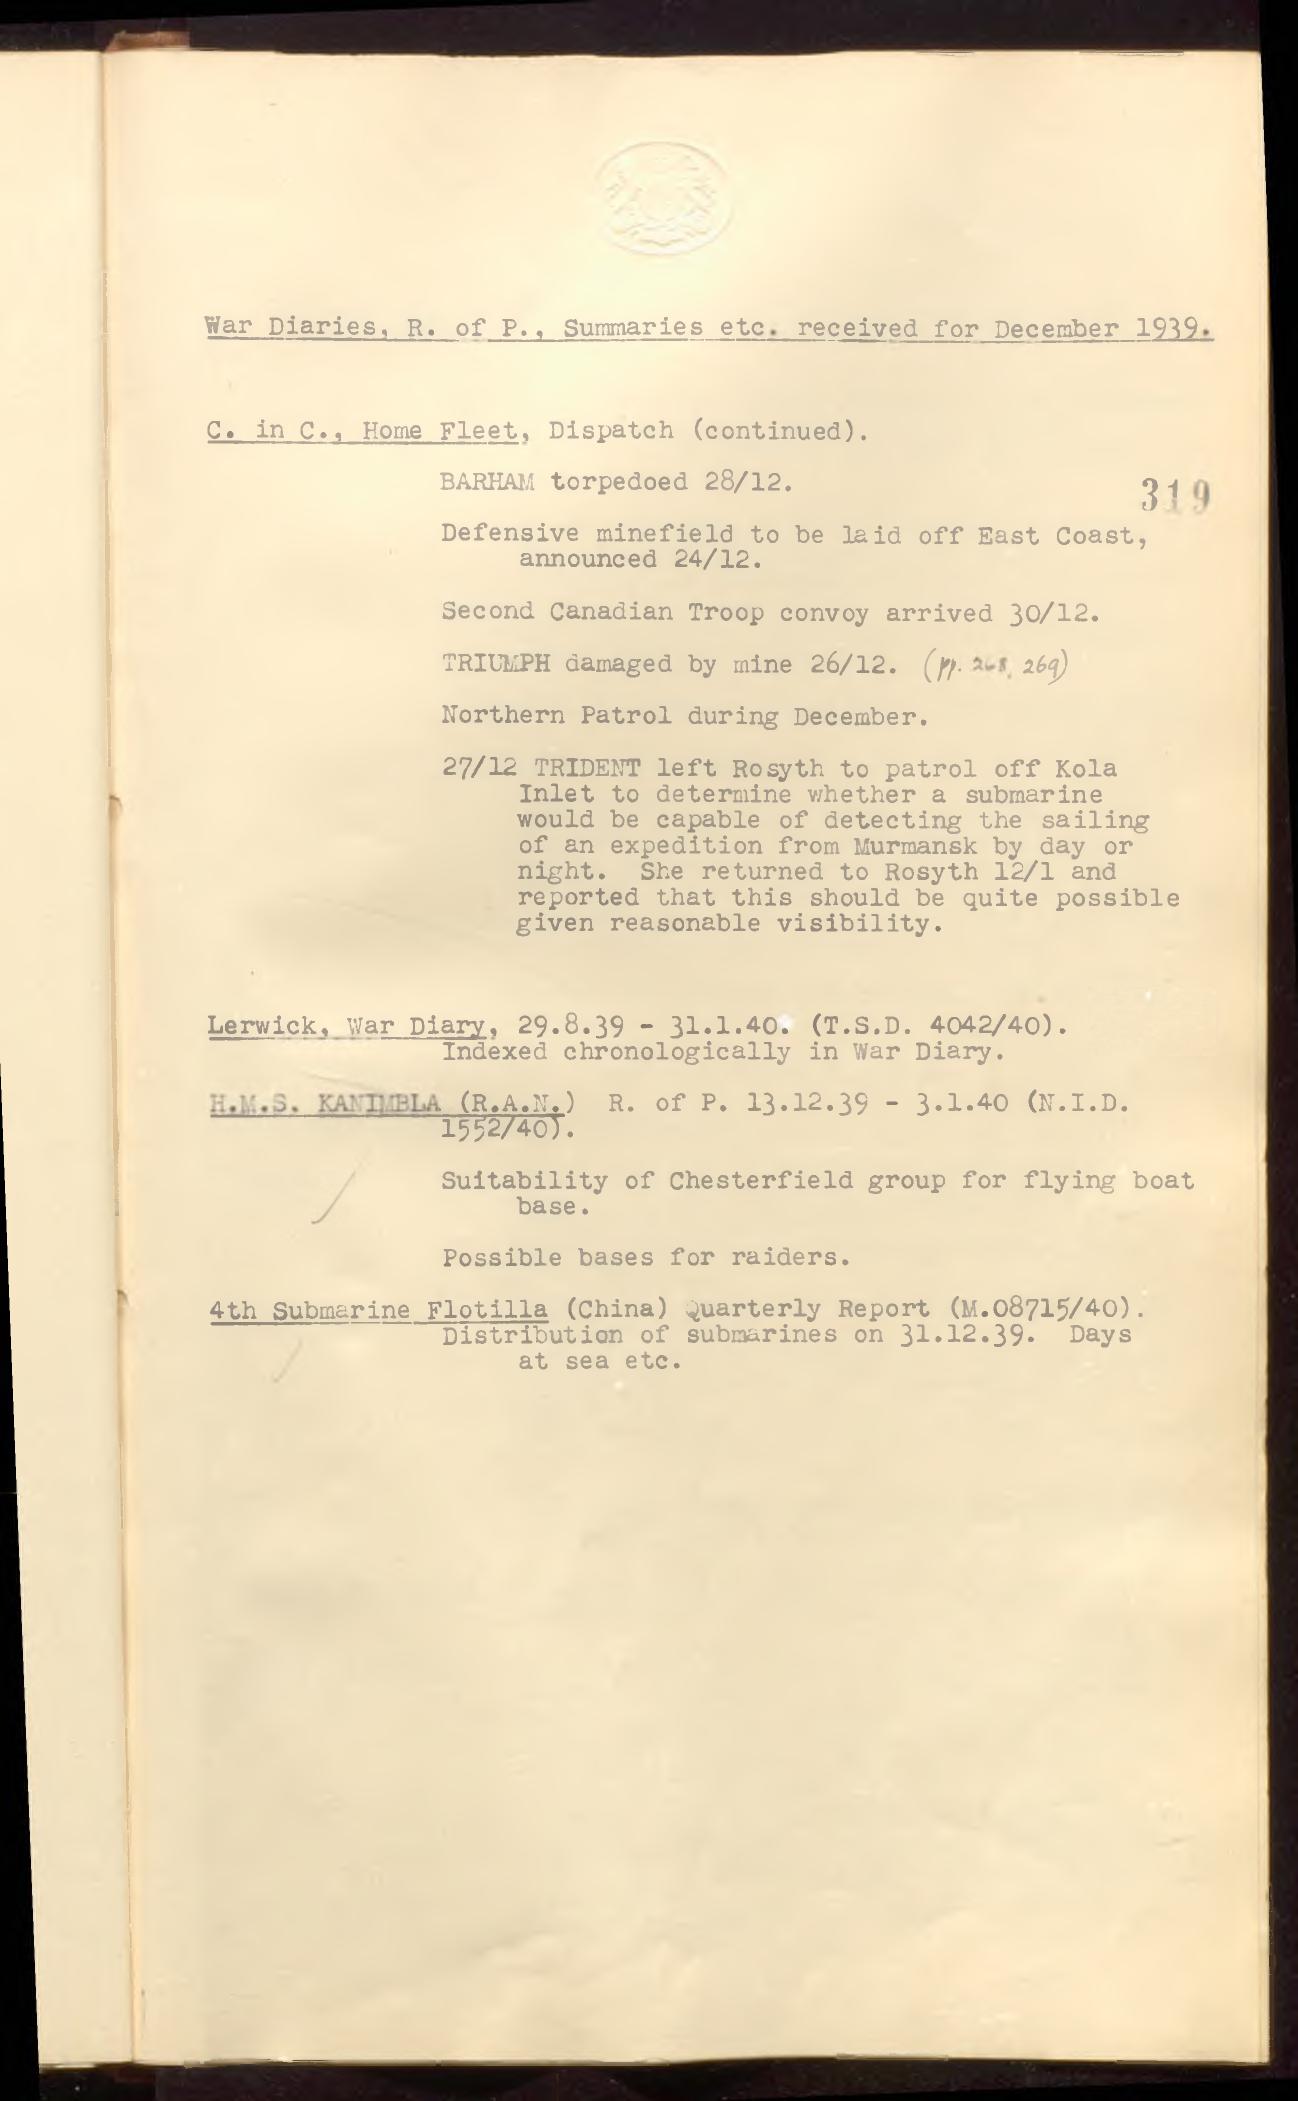 War Diaries, R. of P., Summaries etc. received for December 1939.
C. in C., Home Fleet, Dispatch (continued).
BARHAM torpedoed 28/12.
319
Defensive minefield to be laid off East Coast,
announced 24/12.
Second Canadian Troop convoy arrived 30/12.
TRIUMPH damaged by mine 26/12. (pp. 268, 269)
Northern Patrol during December.
27/12 TRIDENT left Rosyth to patrol off Kola
Inlet to determine whether a submarine
would be capable of detecting the sailing
of an expedition from Murmansk by day or
night. She returned to Rosyth 12/1 and
reported that this should be quite possible
given reasonable visibility.
Lerwick, War Diary, 29.8.39 - 31.1.40. (T.S.D. 4042/40).
Indexed chronologically in War Diary.
H.M.S. KANIMBLA (R.A.N.) R. of P. 13.12.39 - 3.1.40 (N.I.D.
1552/40).
Suitability of Chesterfield group for flying boat
base.
Possible bases for raiders.
4th Submarine Flotilla (China) Quarterly Report (M.08715/40).
Distribution of submarines on 31.12.39. Days
at sea etc.